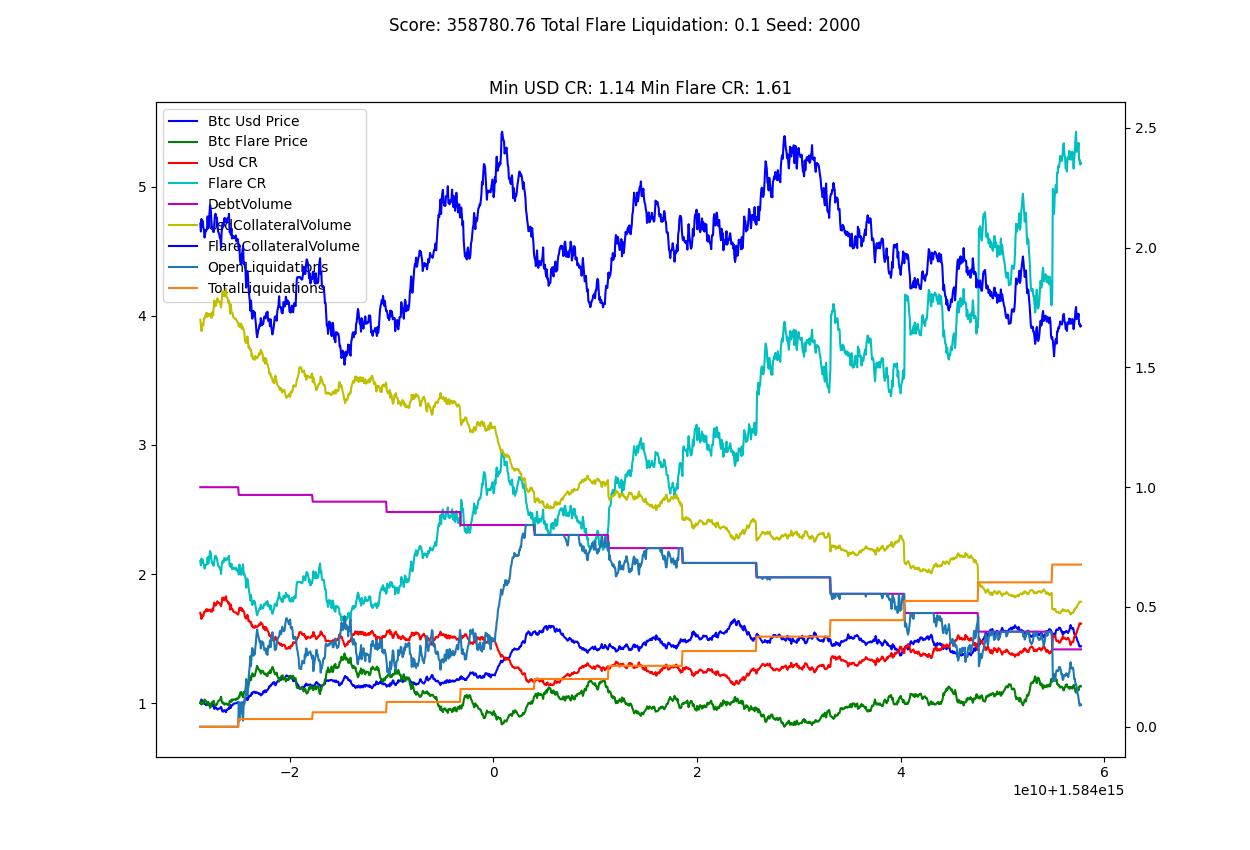 Score: 358780.76 Total Flare Liquidation: 0.1 Seed: 2000
Min USD CR: 1.14 Min Flare CR: 1.61
Btc Usd Price
Btc Flare Price
Usd CR
Flare CR
DebtVolume
UsdCollateralVolume
FlareCollateralVolume
OpenLiquidations
TotalLiquidations
5
4
3
2
1
2.5
2.0
1.5
1.0
0.5
0.0
−2
0
2
4
6
1e10+1.584e15